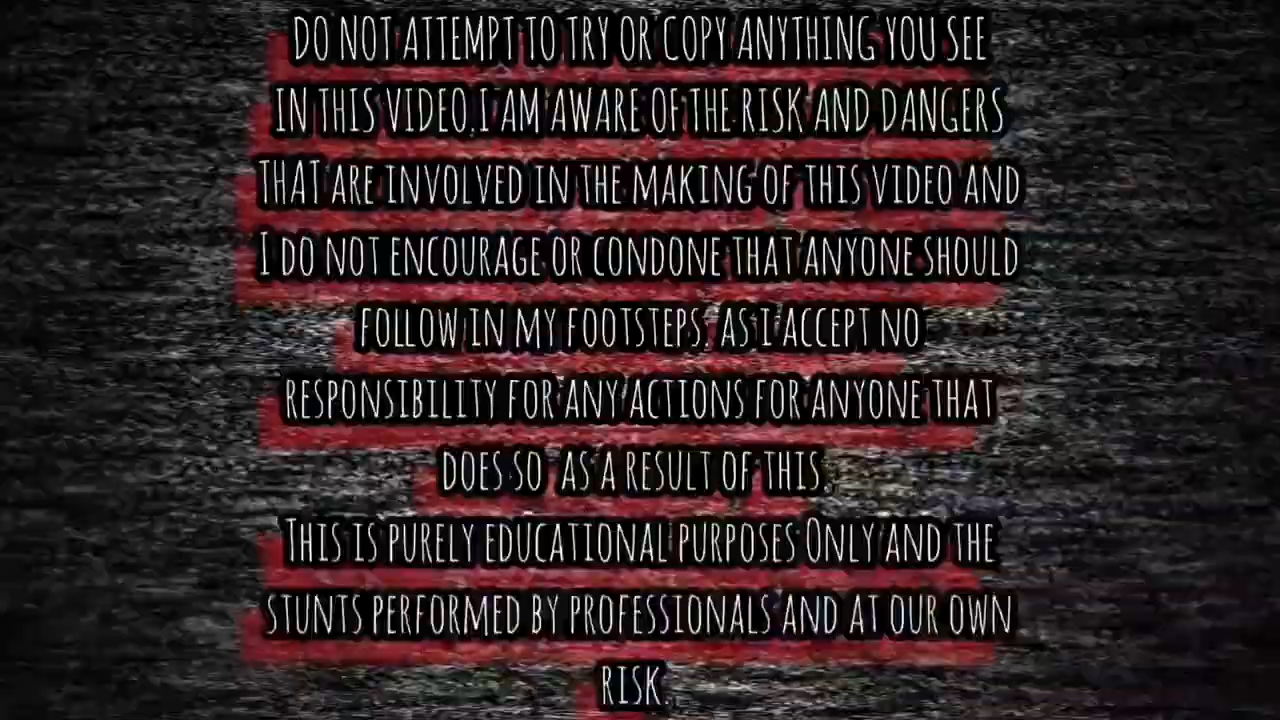 DO NOT ATTEMPT TO TRY OR COPY ANYTHING YOU SEE
IN THIS VIDEO,I AM AWARE OF THE RISK AND DANGERS
THAT ARE INVOLVED IN THE MAKING OF THIS VIDEO AND
I DO NOT ENCOURAGE OR CONDONE THAT ANYONE SHOULD
FOLLOW IN MY FOOTSTEPS, AS I ACCEPT NO
RESPONSIBILITY FOR ANY ACTIONS FOR ANYONE THAT
DOES SO AS A RESULT OF THIS.
THIS IS PURELY EDUCATIONAL PURPOSES ONLY AND THE
STUNTS PERFORMED BY PROFESSIONALS AND AT OUR OWN
RISK.